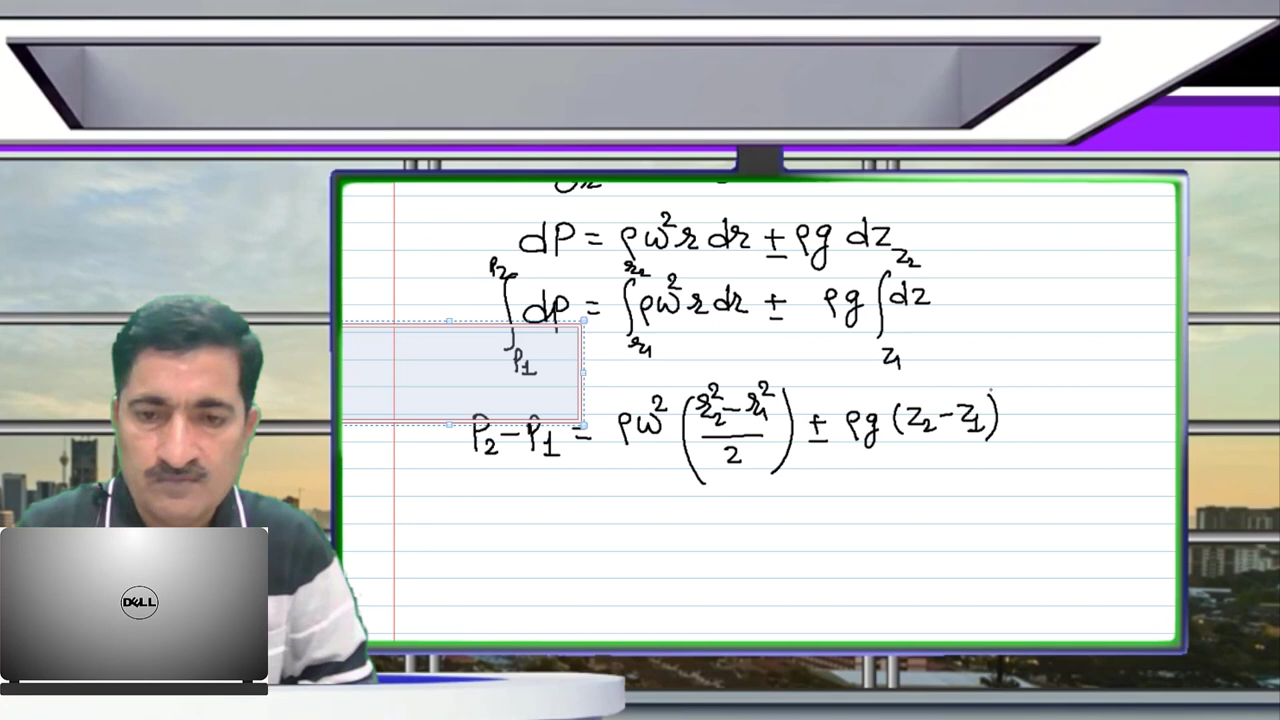 dP = ρω²r dr ± ρg dz
∫_{P1}^{P2} dp = ∫_{r1}^{r2} ρω²r dr ± ρg ∫_{z1}^{z2} dz
P2 − P1 = ρω² ((r2² − r1²)/2) ± ρg (z2 − z1)
DELL